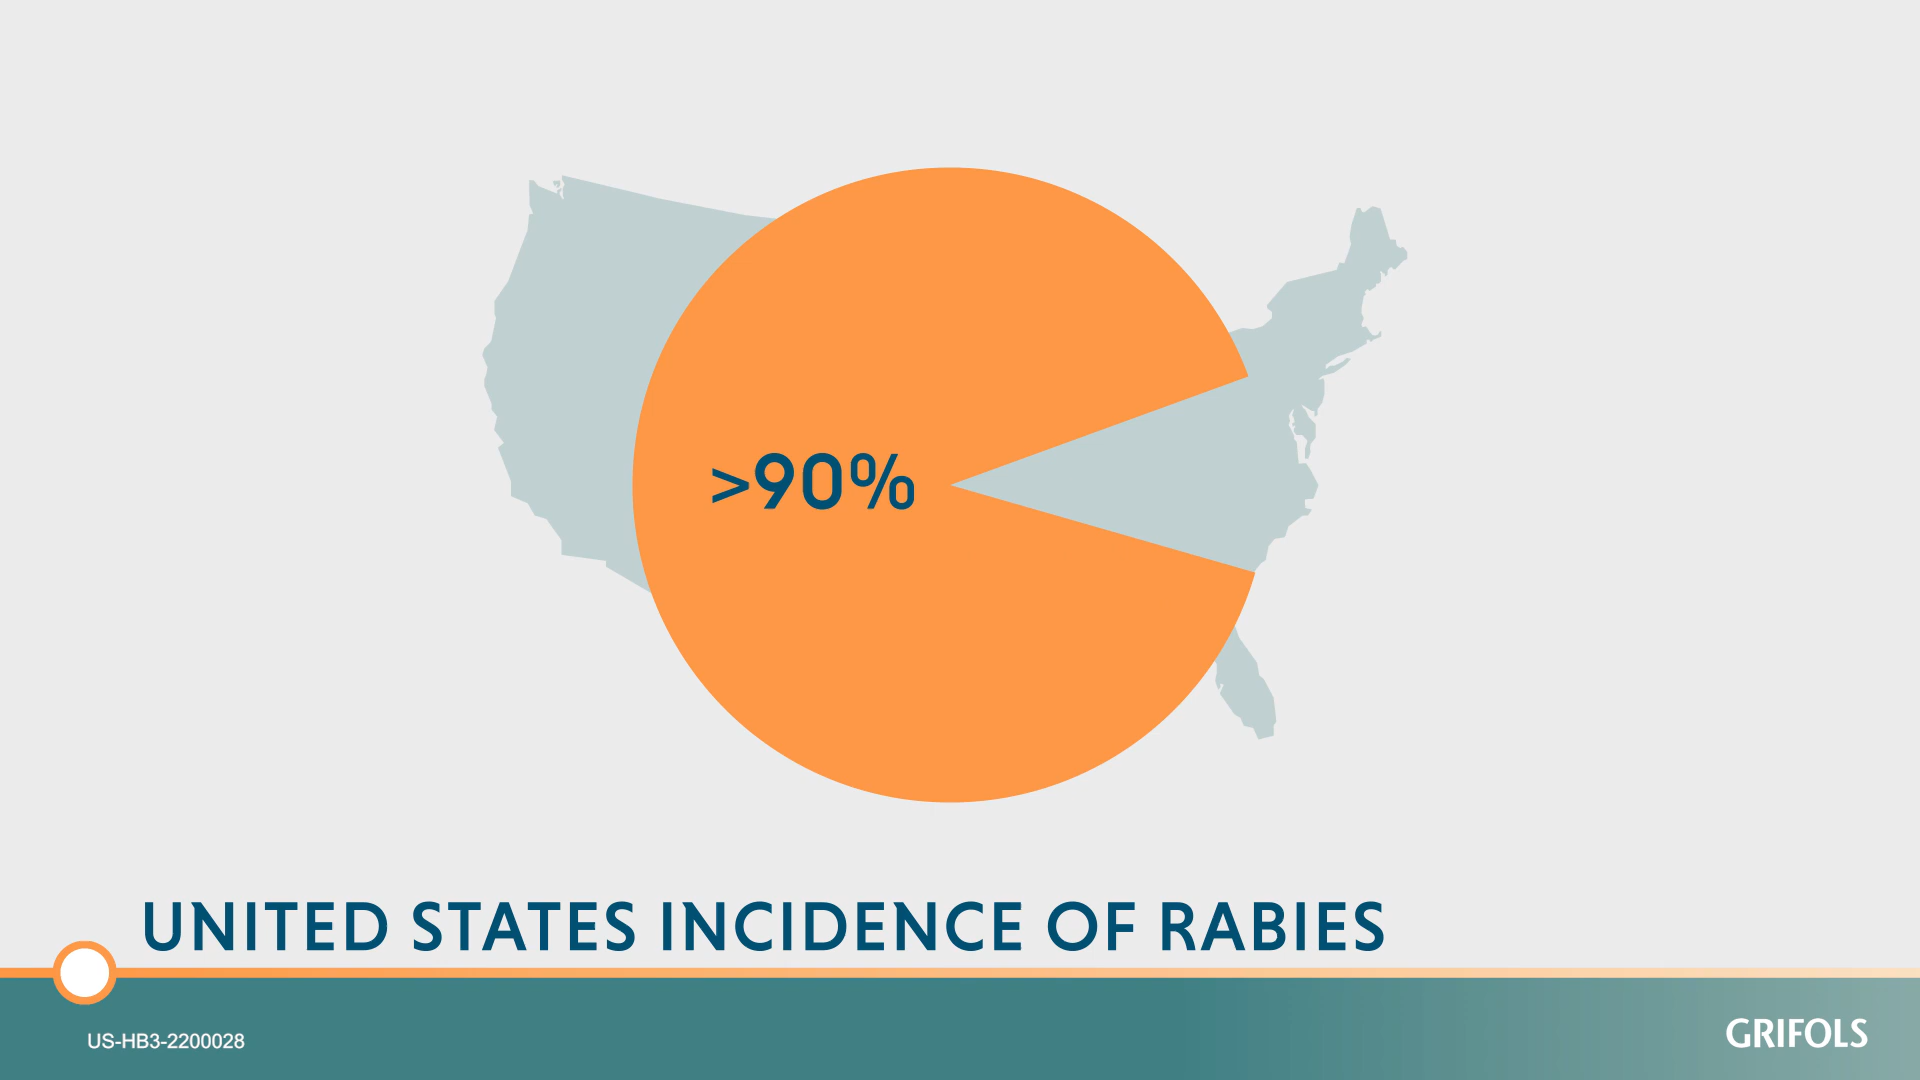 >90%
UNITED STATES INCIDENCE OF RABIES
US-HB3-2200028
GRIFOLS